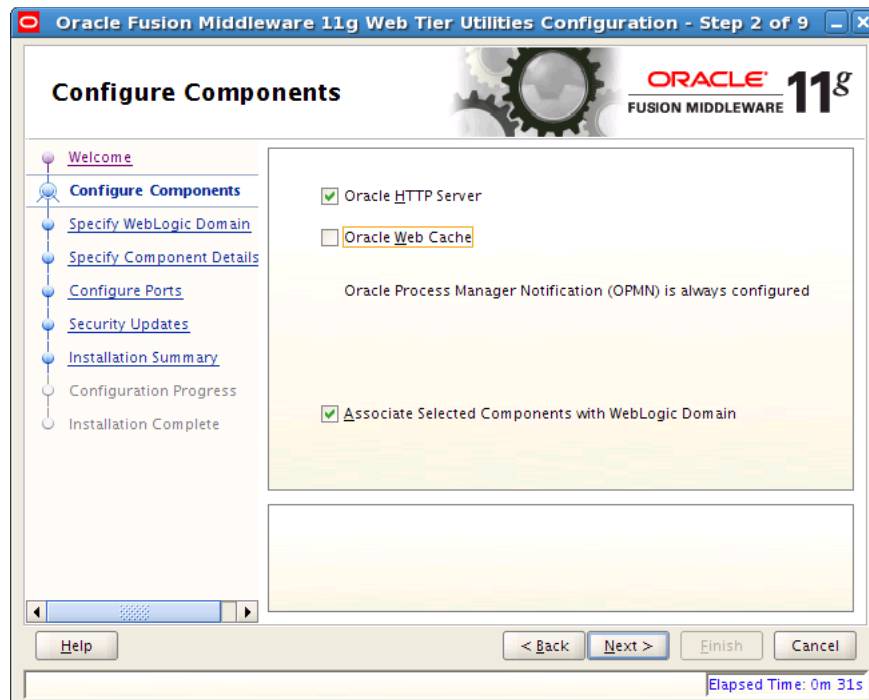 Oracle Fusion Middleware 11g Web Tier Utilities Configuration - Step 2 of 9
Configure Components
ORACLE
FUSION MIDDLEWARE
11g
Welcome
Configure Components
Specify WebLogic Domain
Specify Component Details
Configure Ports
Security Updates
Installation Summary
Configuration Progress
Installation Complete
Oracle HTTP Server
Oracle Web Cache
Oracle Process Manager Notification (OPMN) is always configured
Associate Selected Components with WebLogic Domain
Help
< Back
Next >
Finish
Cancel
Elapsed Time: 0m 31s